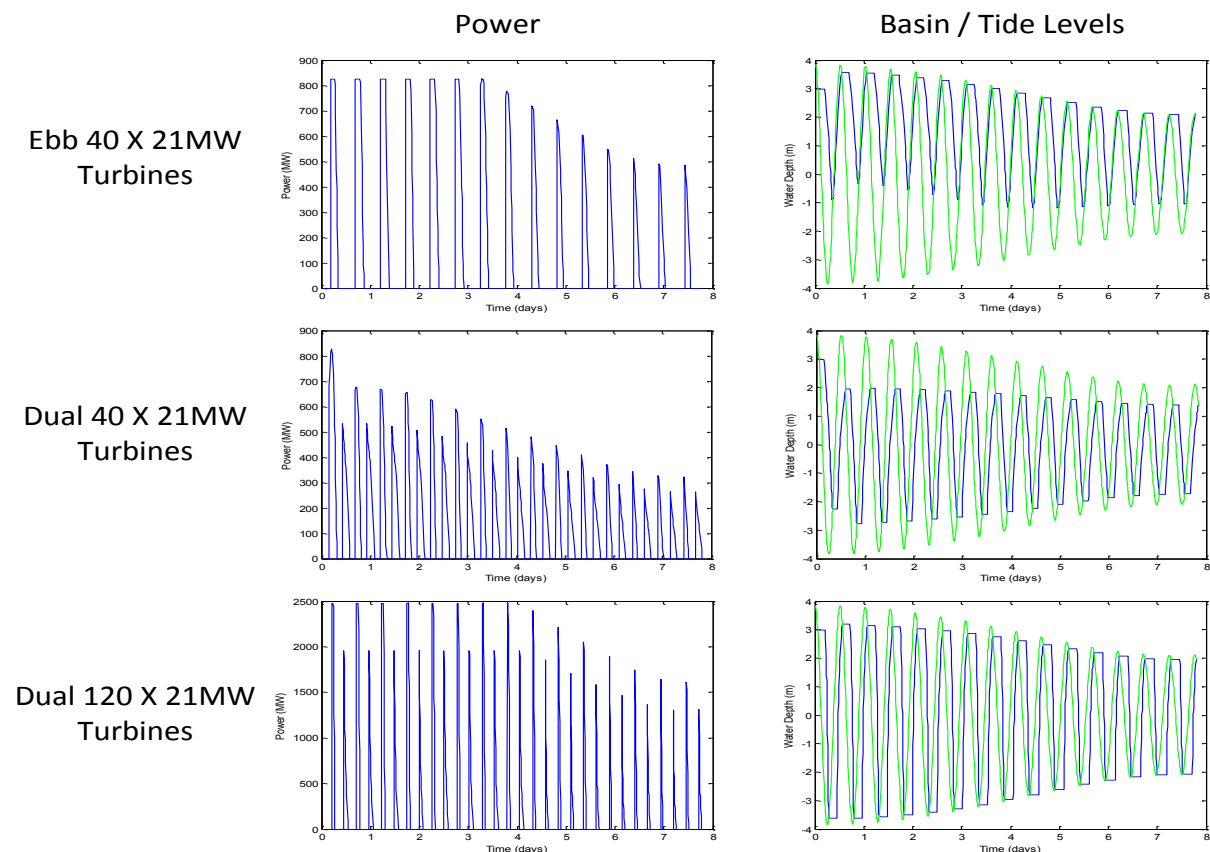 Power
Basin / Tide Levels
Ebb 40 X 21MW
Turbines
Power (MW)
900
800
700
600
500
400
300
200
100
0
0 1 2 3 4 5 6 7 8
Time (days)
Water Depth (m)
4
3
2
1
0
-1
-2
-3
-4
0 1 2 3 4 5 6 7 8
Time (days)
Dual 40 X 21MW
Turbines
Power (MW)
900
800
700
600
500
400
300
200
100
0
0 1 2 3 4 5 6 7 8
Time (days)
Water Depth (m)
4
3
2
1
0
-1
-2
-3
-4
0 1 2 3 4 5 6 7 8
Time (days)
Dual 120 X 21MW
Turbines
Power (MW)
2500
2000
1500
1000
500
0
0 1 2 3 4 5 6 7 8
Time (days)
Water Depth (m)
4
3
2
1
0
-1
-2
-3
-4
0 1 2 3 4 5 6 7 8
Time (days)